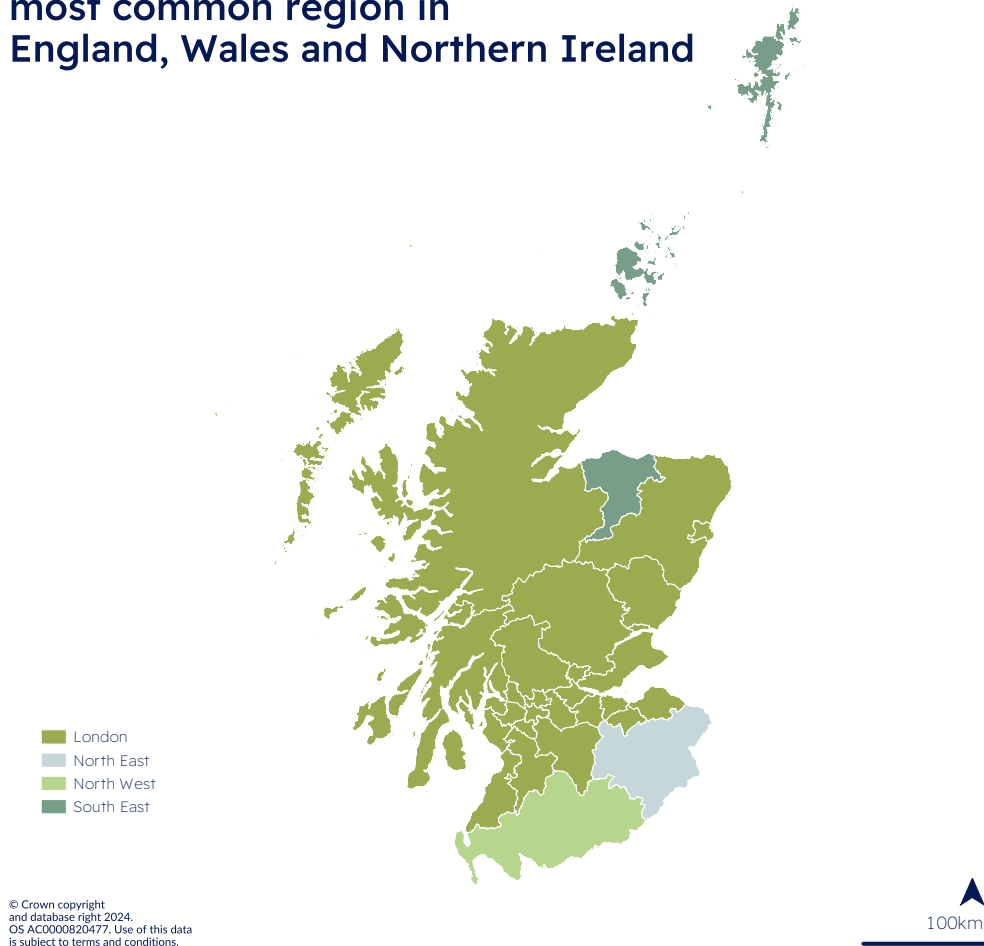 most common region in
England, Wales and Northern Ireland
London
North East
North West
South East
© Crown copyright
and database right 2024.
OS AC0000820477. Use of this data
is subject to terms and conditions.
100km